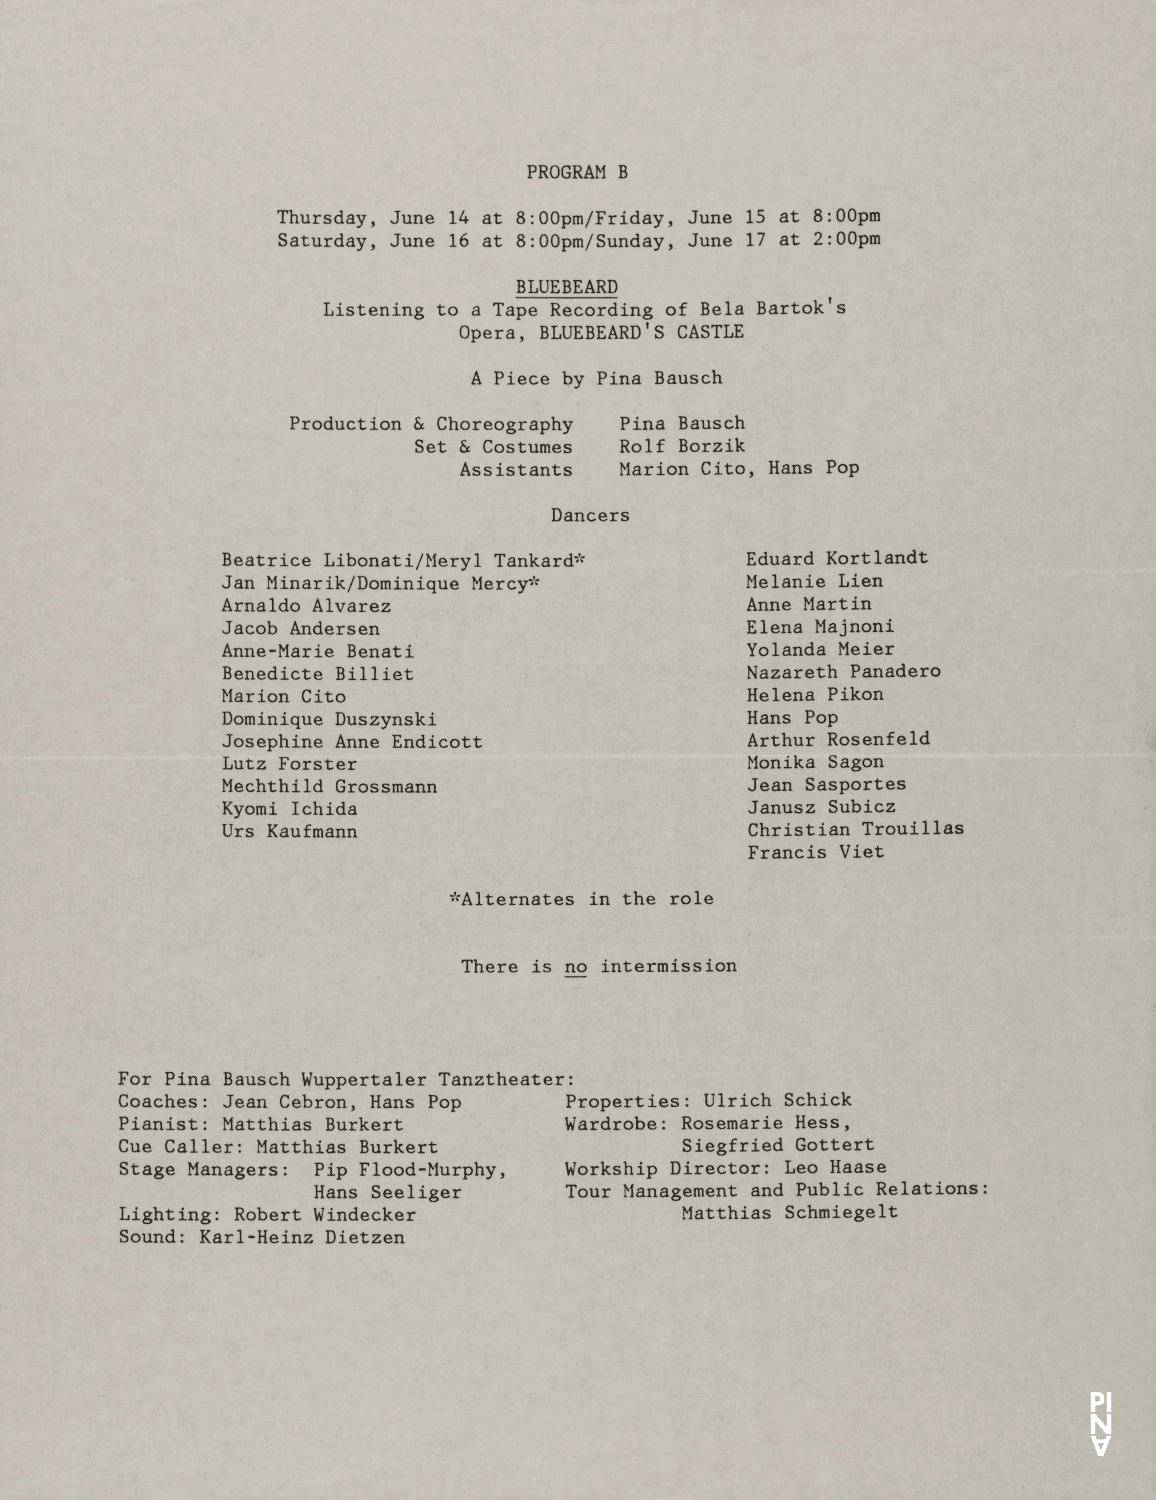 PROGRAM B
Thursday, June 14 at 8:00pm/Friday, June 15 at 8:00pm
Saturday, June 16 at 8:00pm/Sunday, June 17 at 2:00pm
BLUEBEARD
Listening to a Tape Recording of Bela Bartok's
Opera, BLUEBEARD'S CASTLE
A Piece by Pina Bausch
Production & Choreography Pina Bausch
Set & Costumes Rolf Borzik
Assistants Marion Cito, Hans Pop
Dancers
Beatrice Libonati/Meryl Tankard*
Jan Minarik/Dominique Mercy*
Arnaldo Alvarez
Jacob Andersen
Anne-Marie Benati
Benedicte Billiet
Marion Cito
Dominique Duszynski
Josephine Anne Endicott
Lutz Forster
Mechthild Grossmann
Kyomi Ichida
Urs Kaufmann
Eduard Kortlandt
Melanie Lien
Anne Martin
Elena Majnoni
Yolanda Meier
Nazareth Panadero
Helena Pikon
Hans Pop
Arthur Rosenfeld
Monika Sagon
Jean Sasportes
Janusz Subicz
Christian Trouillas
Francis Viet
*Alternates in the role
There is no intermission
For Pina Bausch Wuppertaler Tanztheater:
Coaches: Jean Cebron, Hans Pop
Pianist: Matthias Burkert
Cue Caller: Matthias Burkert
Stage Managers: Pip Flood-Murphy,
Hans Seeliger
Lighting: Robert Windecker
Sound: Karl-Heinz Dietzen
Properties: Ulrich Schick
Wardrobe: Rosemarie Hess,
Siegfried Gottert
Workship Director: Leo Haase
Tour Management and Public Relations:
Matthias Schmiegelt
PINA